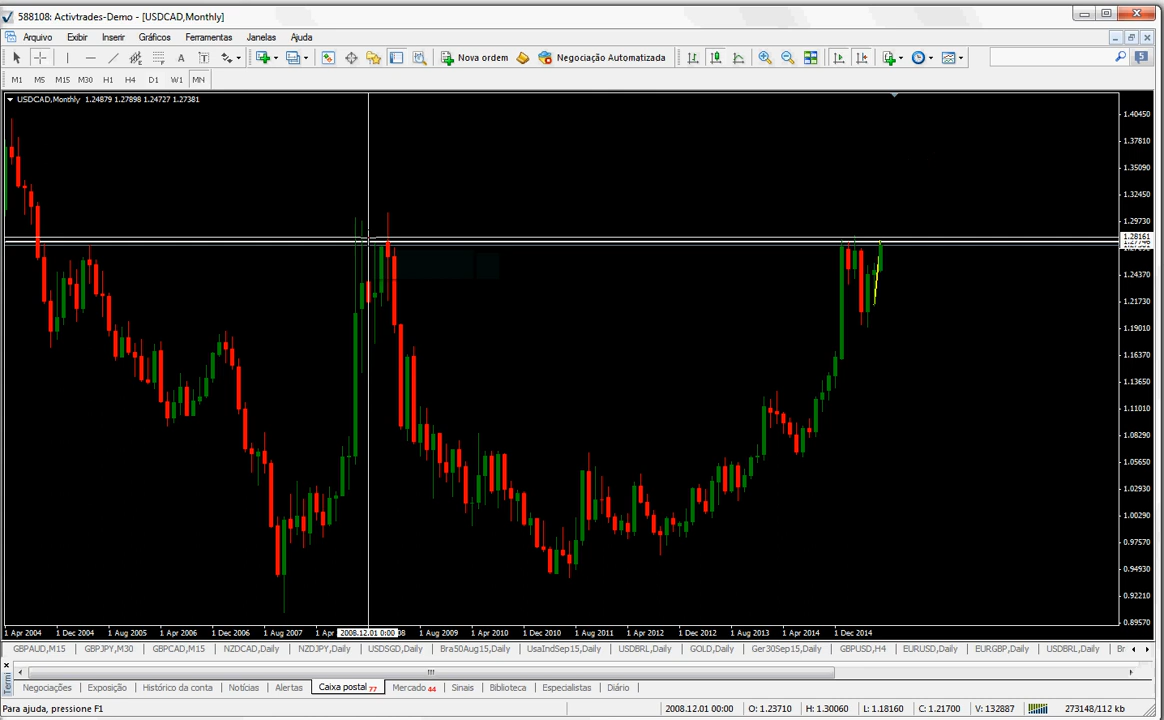 588108: Activtrades-Demo - [USDCAD,Monthly]
Arquivo Exibir Inserir Gráficos Ferramentas Janelas Ajuda
A T Nova ordem Negociação Automatizada 5
M1 M5 M15 M30 H1 H4 D1 W1 MN
USDCAD,Monthly 1.24879 1.27898 1.24727 1.27381
1.40450
1.37810
1.35090
1.32450
1.29730
1.28161
1.24370
1.21730
1.19010
1.16370
1.13650
1.11010
1.08290
1.05650
1.02930
1.00290
0.97570
0.94930
0.92210
0.89570
1 Apr 2004 1 Dec 2004 1 Aug 2005 1 Apr 2006 1 Dec 2006 1 Aug 2007 1 Apr 2008.12.01 0:00 08 1 Aug 2009 1 Apr 2010 1 Dec 2010 1 Aug 2011 1 Apr 2012 1 Dec 2012 1 Aug 2013 1 Apr 2014 1 Dec 2014
GBPAUD,M15 GBPJPY,M30 GBPCAD,M15 NZDCAD,Daily NZDJPY,Daily USDSGD,Daily Bra50Aug15,Daily UsaIndSep15,Daily USDBRL,Daily GOLD,Daily Ger30Sep15,Daily GBPUSD,H4 EURUSD,Daily EURGBP,Daily USDBRL,Daily Br
Termi
Negociações Exposição Histórico da conta Notícias Alertas Caixa postal 77 Mercado 44 Sinais Biblioteca Especialistas Diário
Para ajuda, pressione F1 2008.12.01 00:00 O: 1.23710 H: 1.30060 L: 1.18160 C: 1.21700 V: 132887 273148/112 kb